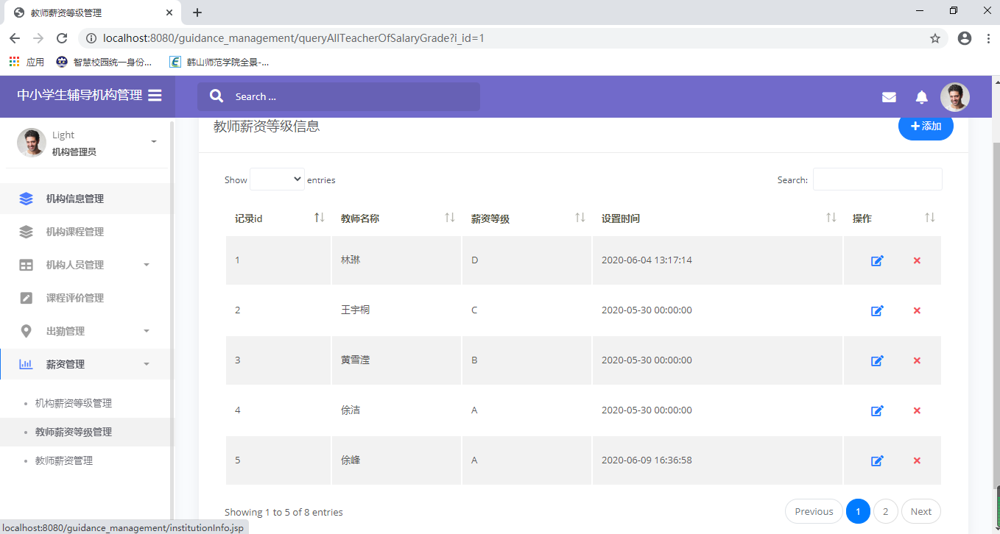 教师薪资等级管理
localhost:8080/guidance_management/queryAllTeacherOfSalaryGrade?i_id=1
应用 智慧校园统一身份... 韩山师范学院全景-...
中小学生辅导机构管理
Search ...
Light
机构管理员
机构信息管理
机构课程管理
机构人员管理
课程评价管理
出勤管理
薪资管理
机构薪资等级管理
教师薪资等级管理
教师薪资管理
教师薪资等级信息
添加
Show entries Search:
记录id 教师名称 薪资等级 设置时间 操作
1 林琳 D 2020-06-04 13:17:14
2 王宇桐 C 2020-05-30 00:00:00
3 黄雪滢 B 2020-05-30 00:00:00
4 徐洁 A 2020-05-30 00:00:00
5 徐峰 A 2020-06-09 16:36:58
Showing 1 to 5 of 8 entries
Previous 1 2 Next
localhost:8080/guidance_management/institutionInfo.jsp